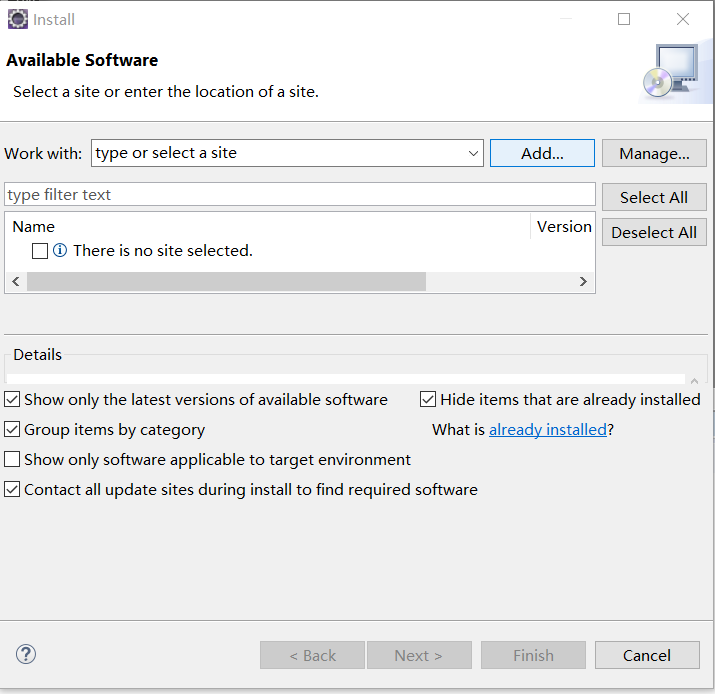 Install
Available Software
Select a site or enter the location of a site.
Work with: type or select a site Add... Manage...
type filter text Select All
Name Version Deselect All
There is no site selected.
Details
Show only the latest versions of available software Hide items that are already installed
Group items by category What is already installed?
Show only software applicable to target environment
Contact all update sites during install to find required software
? < Back Next > Finish Cancel